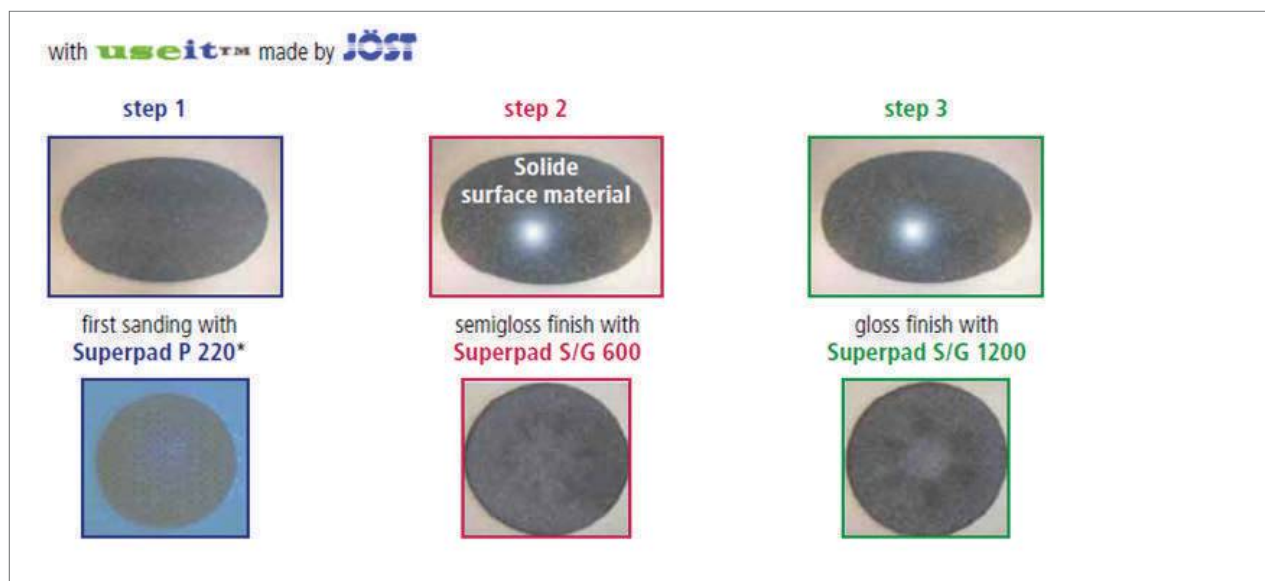 with useit™ made by JÖST
step 1
step 2
step 3
Solide
surface material
first sanding with
Superpad P 220*
semigloss finish with
Superpad S/G 600
gloss finish with
Superpad S/G 1200